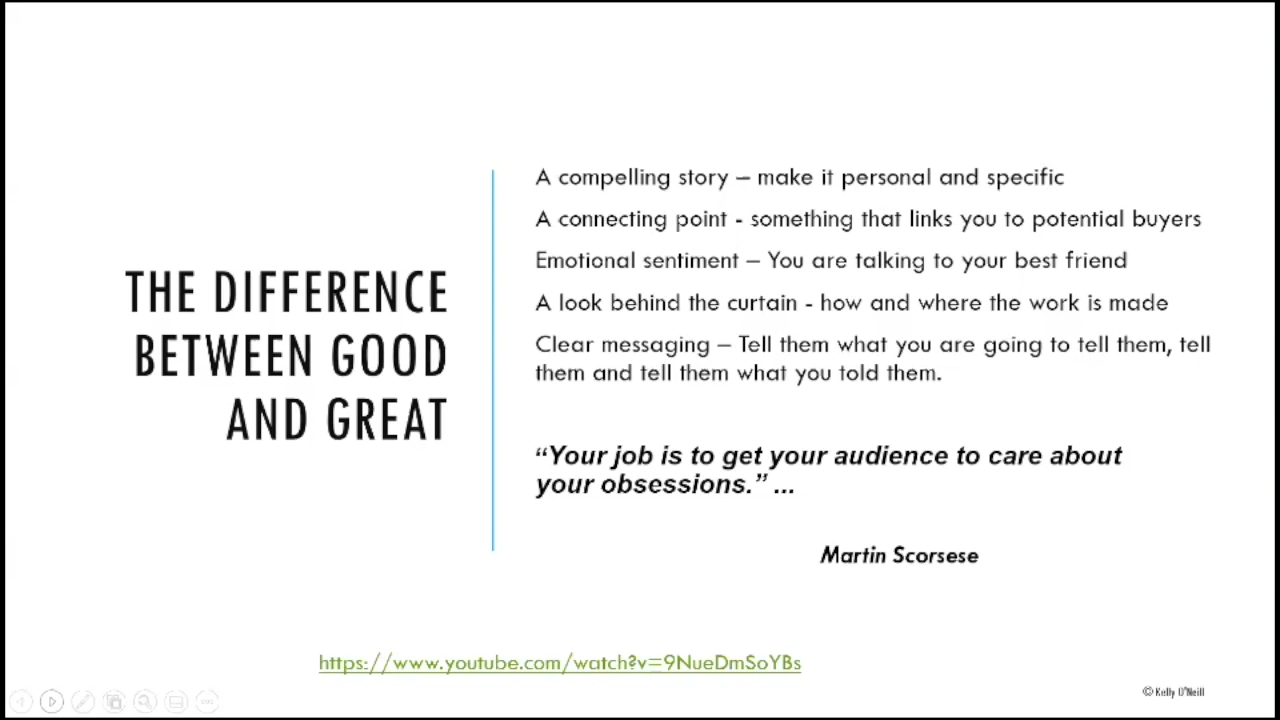 THE DIFFERENCE
BETWEEN GOOD
AND GREAT
A compelling story – make it personal and specific
A connecting point - something that links you to potential buyers
Emotional sentiment – You are talking to your best friend
A look behind the curtain - how and where the work is made
Clear messaging – Tell them what you are going to tell them, tell
them and tell them what you told them.
“Your job is to get your audience to care about
your obsessions.” ...
Martin Scorsese
https://www.youtube.com/watch?v=9NueDmSoYBs
© Kelly O'Neill